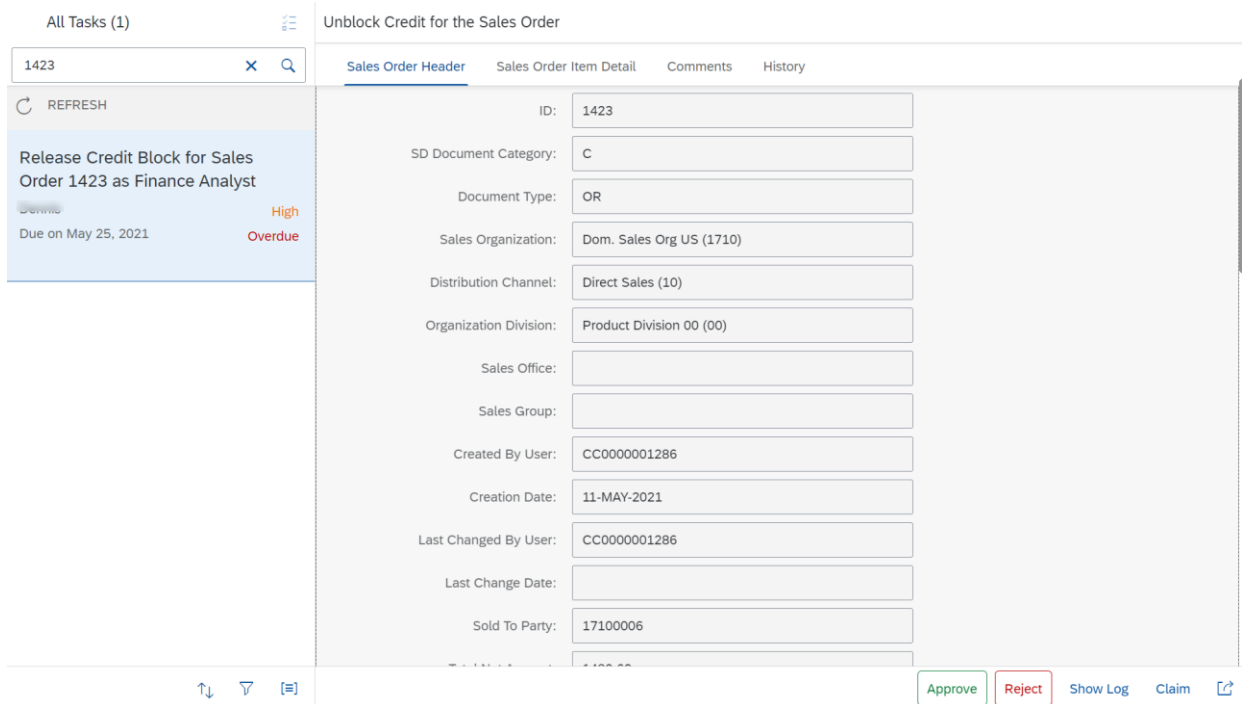 All Tasks (1)
1423
REFRESH
Release Credit Block for Sales
Order 1423 as Finance Analyst
High
Due on May 25, 2021
Overdue
Unblock Credit for the Sales Order
Sales Order Header
Sales Order Item Detail
Comments
History
ID: 1423
SD Document Category: C
Document Type: OR
Sales Organization: Dom. Sales Org US (1710)
Distribution Channel: Direct Sales (10)
Organization Division: Product Division 00 (00)
Sales Office:
Sales Group:
Created By User: CC0000001286
Creation Date: 11-MAY-2021
Last Changed By User: CC0000001286
Last Change Date:
Sold To Party: 17100006
Approve
Reject
Show Log
Claim